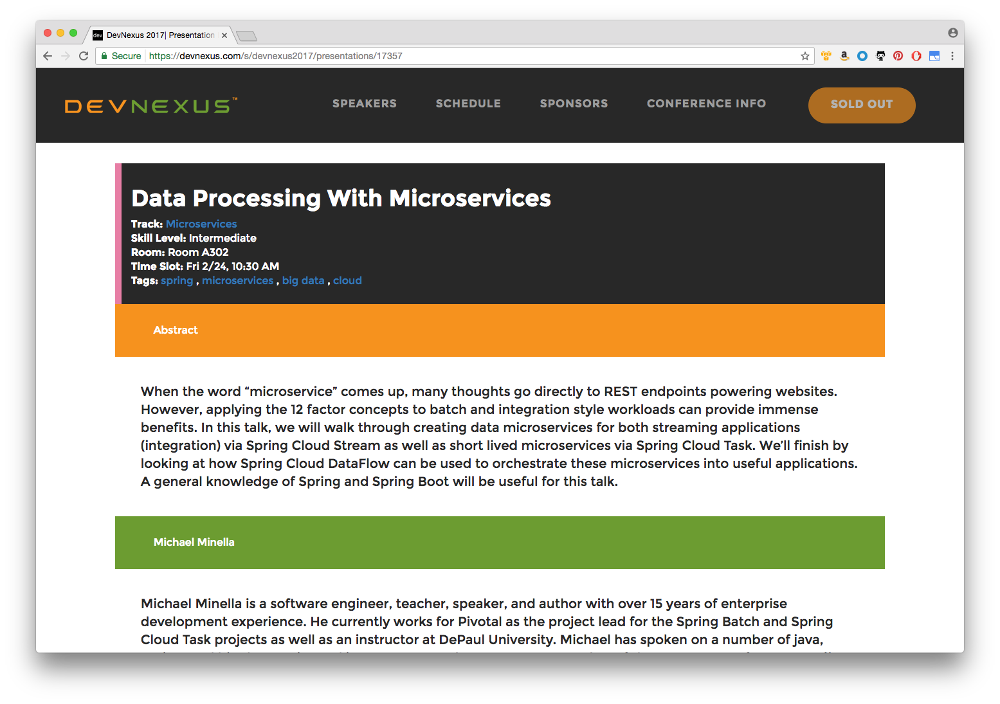 dev DevNexus 2017| Presentation
Secure https://devnexus.com/s/devnexus2017/presentations/17357
DEVNEXUS™ SPEAKERS SCHEDULE SPONSORS CONFERENCE INFO SOLD OUT
Data Processing With Microservices
Track: Microservices
Skill Level: Intermediate
Room: Room A302
Time Slot: Fri 2/24, 10:30 AM
Tags: spring , microservices , big data , cloud
Abstract
When the word “microservice” comes up, many thoughts go directly to REST endpoints powering websites.
However, applying the 12 factor concepts to batch and integration style workloads can provide immense
benefits. In this talk, we will walk through creating data microservices for both streaming applications
(integration) via Spring Cloud Stream as well as short lived microservices via Spring Cloud Task. We’ll finish by
looking at how Spring Cloud DataFlow can be used to orchestrate these microservices into useful applications.
A general knowledge of Spring and Spring Boot will be useful for this talk.
Michael Minella
Michael Minella is a software engineer, teacher, speaker, and author with over 15 years of enterprise
development experience. He currently works for Pivotal as the project lead for the Spring Batch and Spring
Cloud Task projects as well as an instructor at DePaul University. Michael has spoken on a number of java,